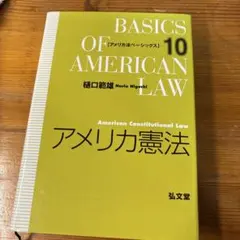 BASICS
OF
AMERICAN
LAW
[アメリカ法ベーシックス]
10
樋口範雄 Norio Higuchi
American Constitutional Law
アメリカ憲法
弘文堂